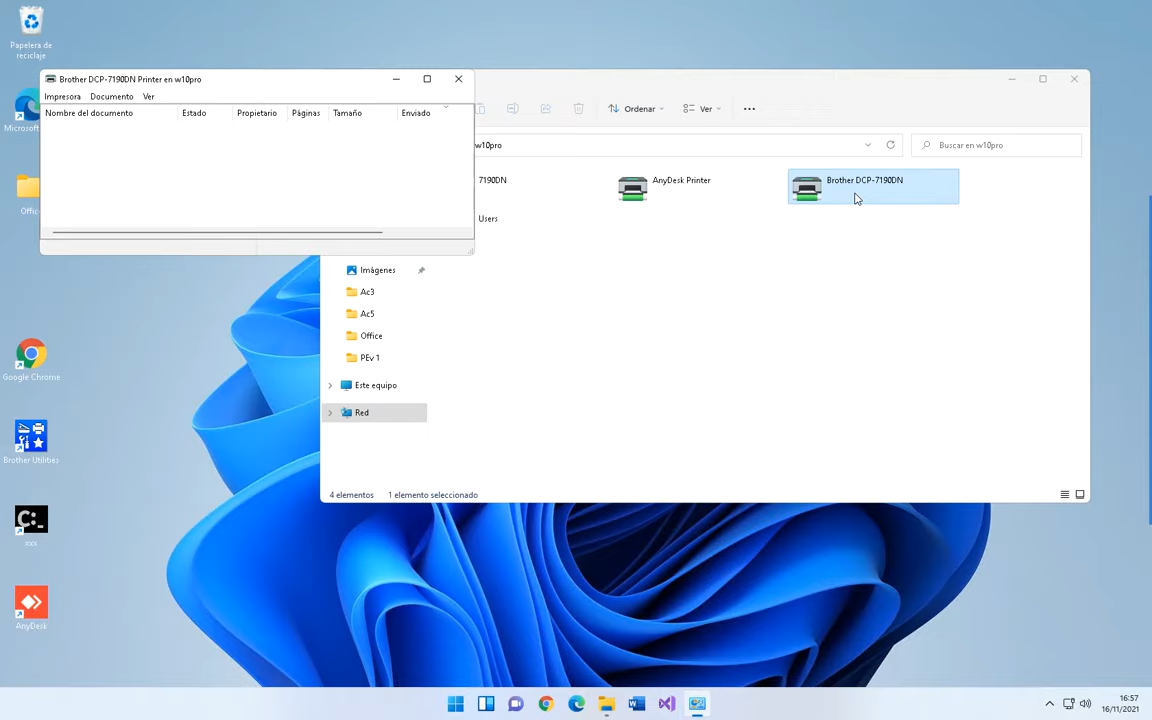 Papelera de
reciclaje
Brother DCP-7190DN Printer en w10pro
Impresora Documento Ver
Nombre del documento Estado Propietario Páginas Tamaño Enviado
Ordenar Ver
w10pro
Buscar en w10pro
7190DN
AnyDesk Printer
Brother DCP-7190DN
Users
Imágenes
Ac3
Ac5
Office
PEv 1
Este equipo
Red
4 elementos 1 elemento seleccionado
Microsoft
Offic
Google Chrome
Brother Utilities
C:\_
AnyDesk
16:57
16/11/2021